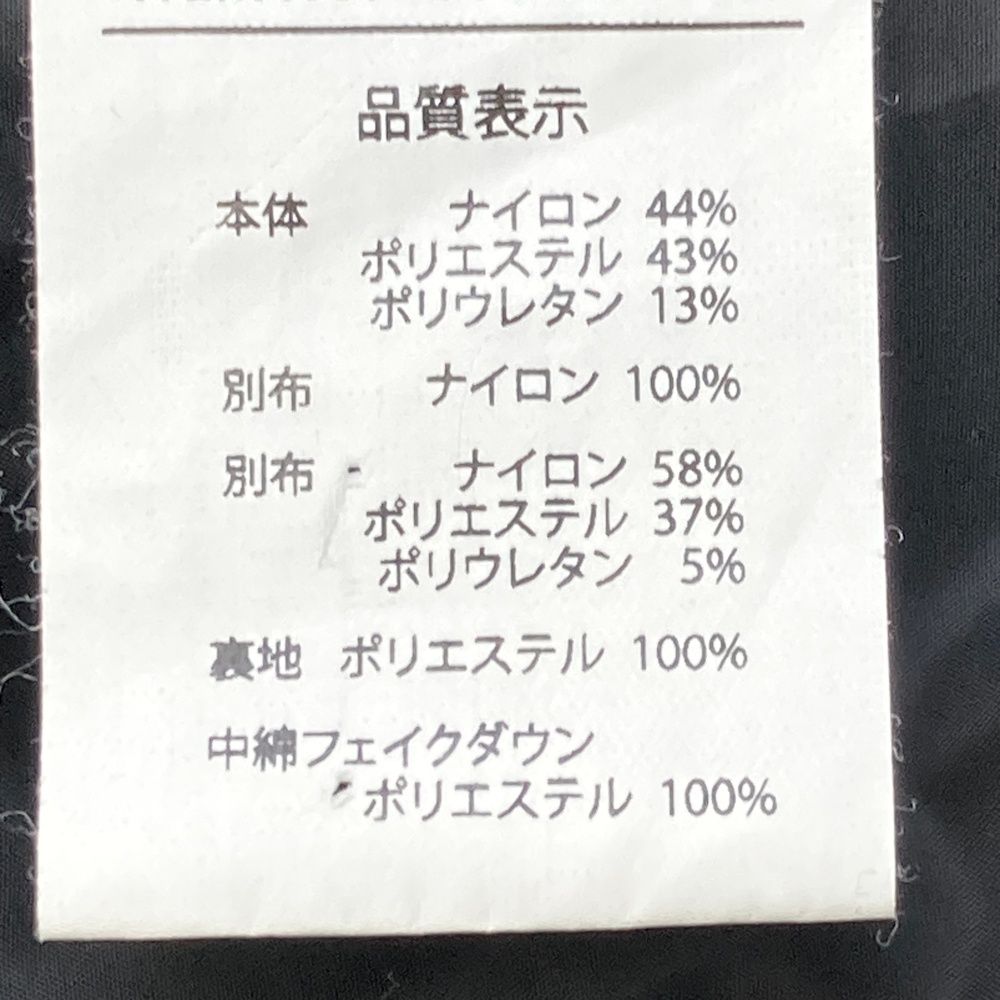 品質表示
本体 ナイロン 44%
ポリエステル 43%
ポリウレタン 13%
別布 ナイロン 100%
別布 ナイロン 58%
ポリエステル 37%
ポリウレタン 5%
裏地 ポリエステル 100%
中綿フェイクダウン
ポリエステル 100%